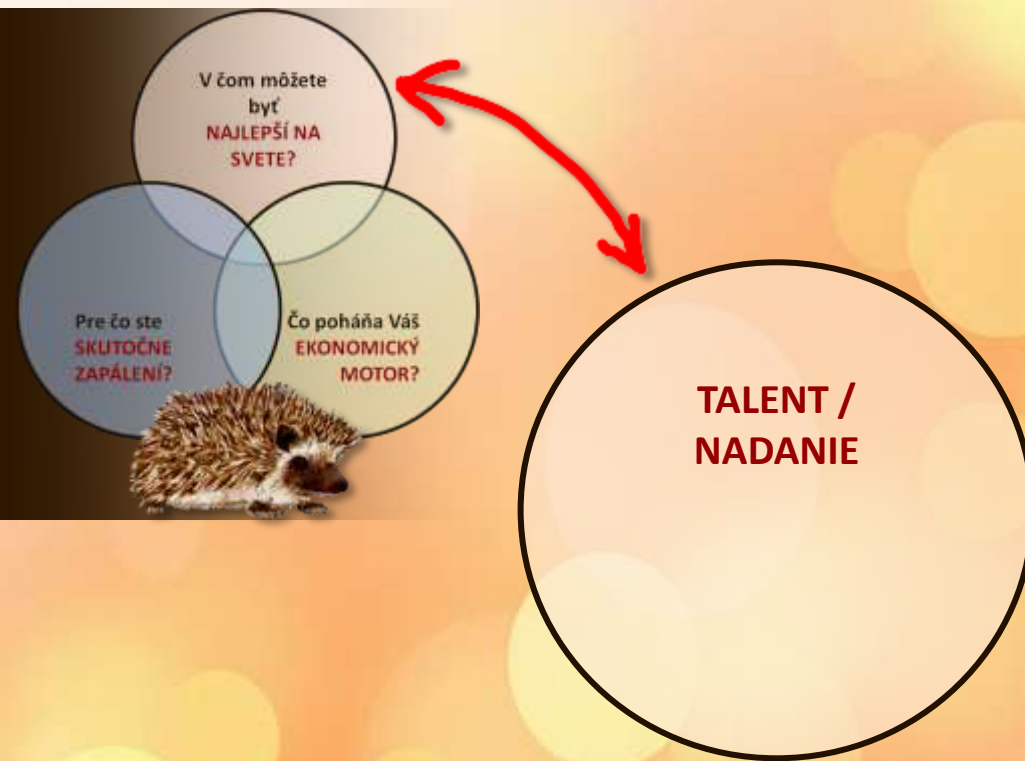 V čom môžete
byť
NAJLEPŠÍ NA
SVETE?
Pre čo ste
SKUTOČNE
ZAPÁLENÍ?
Čo poháňa Váš
EKONOMICKÝ
MOTOR?
TALENT /
NADANIE